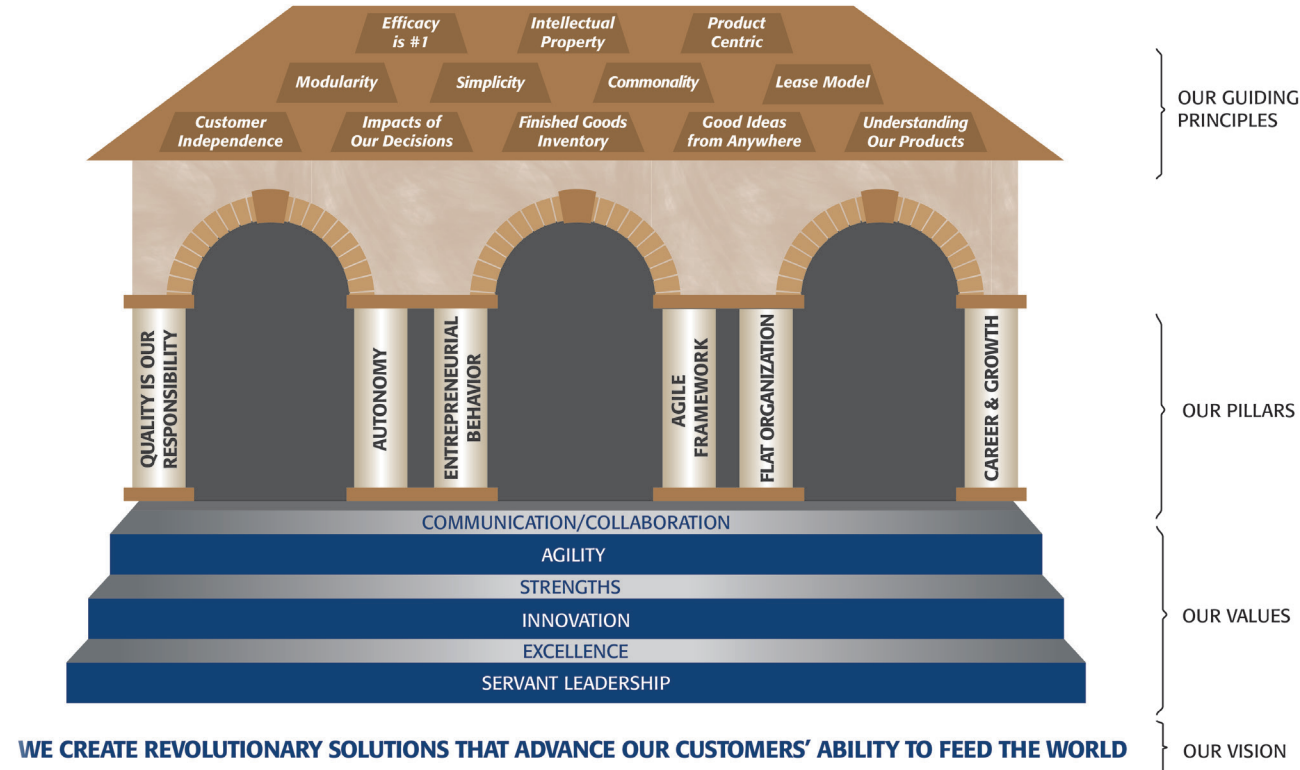 Efficacy
is #1
Intellectual
Property
Product
Centric
Modularity
Simplicity
Commonality
Lease Model
Customer
Independence
Impacts of
Our Decisions
Finished Goods
Inventory
Good Ideas
from Anywhere
Understanding
Our Products
OUR GUIDING
PRINCIPLES
QUALITY IS OUR
RESPONSIBILITY
AUTONOMY
ENTREPRENEURIAL
BEHAVIOR
AGILE
FRAMEWORK
FLAT ORGANIZATION
CAREER & GROWTH
OUR PILLARS
COMMUNICATION/COLLABORATION
AGILITY
STRENGTHS
INNOVATION
EXCELLENCE
SERVANT LEADERSHIP
OUR VALUES
WE CREATE REVOLUTIONARY SOLUTIONS THAT ADVANCE OUR CUSTOMERS’ ABILITY TO FEED THE WORLD
OUR VISION